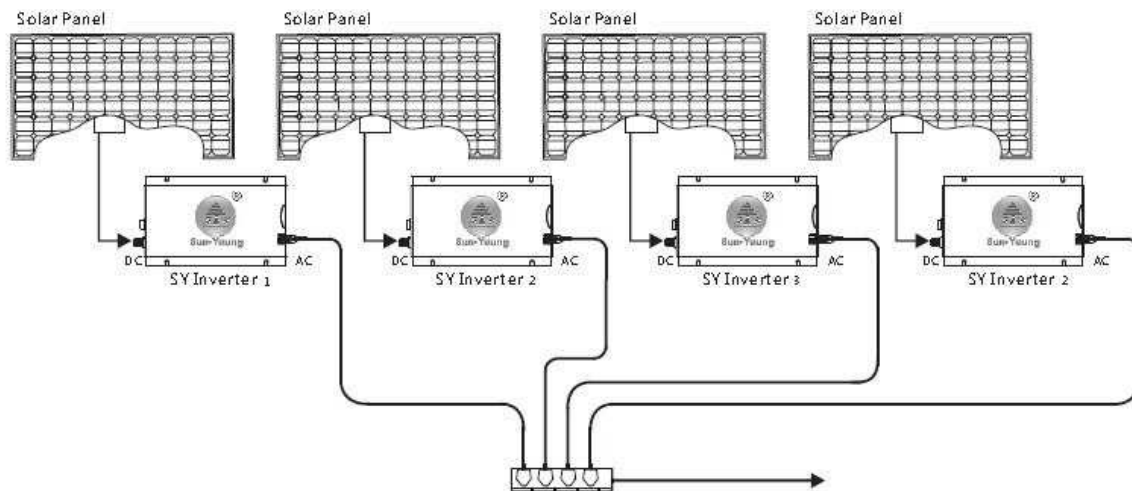 Solar Panel Solar Panel Solar Panel Solar Panel
Sun-Young Sun-Young Sun-Young Sun-Young
DC AC DC AC DC AC DC AC
SY Inverter 1 SY Inverter 2 SY Inverter 3 SY Inverter 2